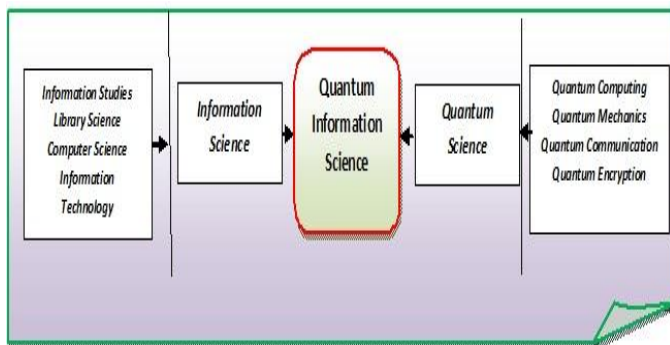 Information Studies
Library Science
Computer Science
Information
Technology
Information
Science
Quantum
Information
Science
Quantum
Science
Quantum Computing
Quantum Mechanics
Quantum Communication
Quantum Encryption